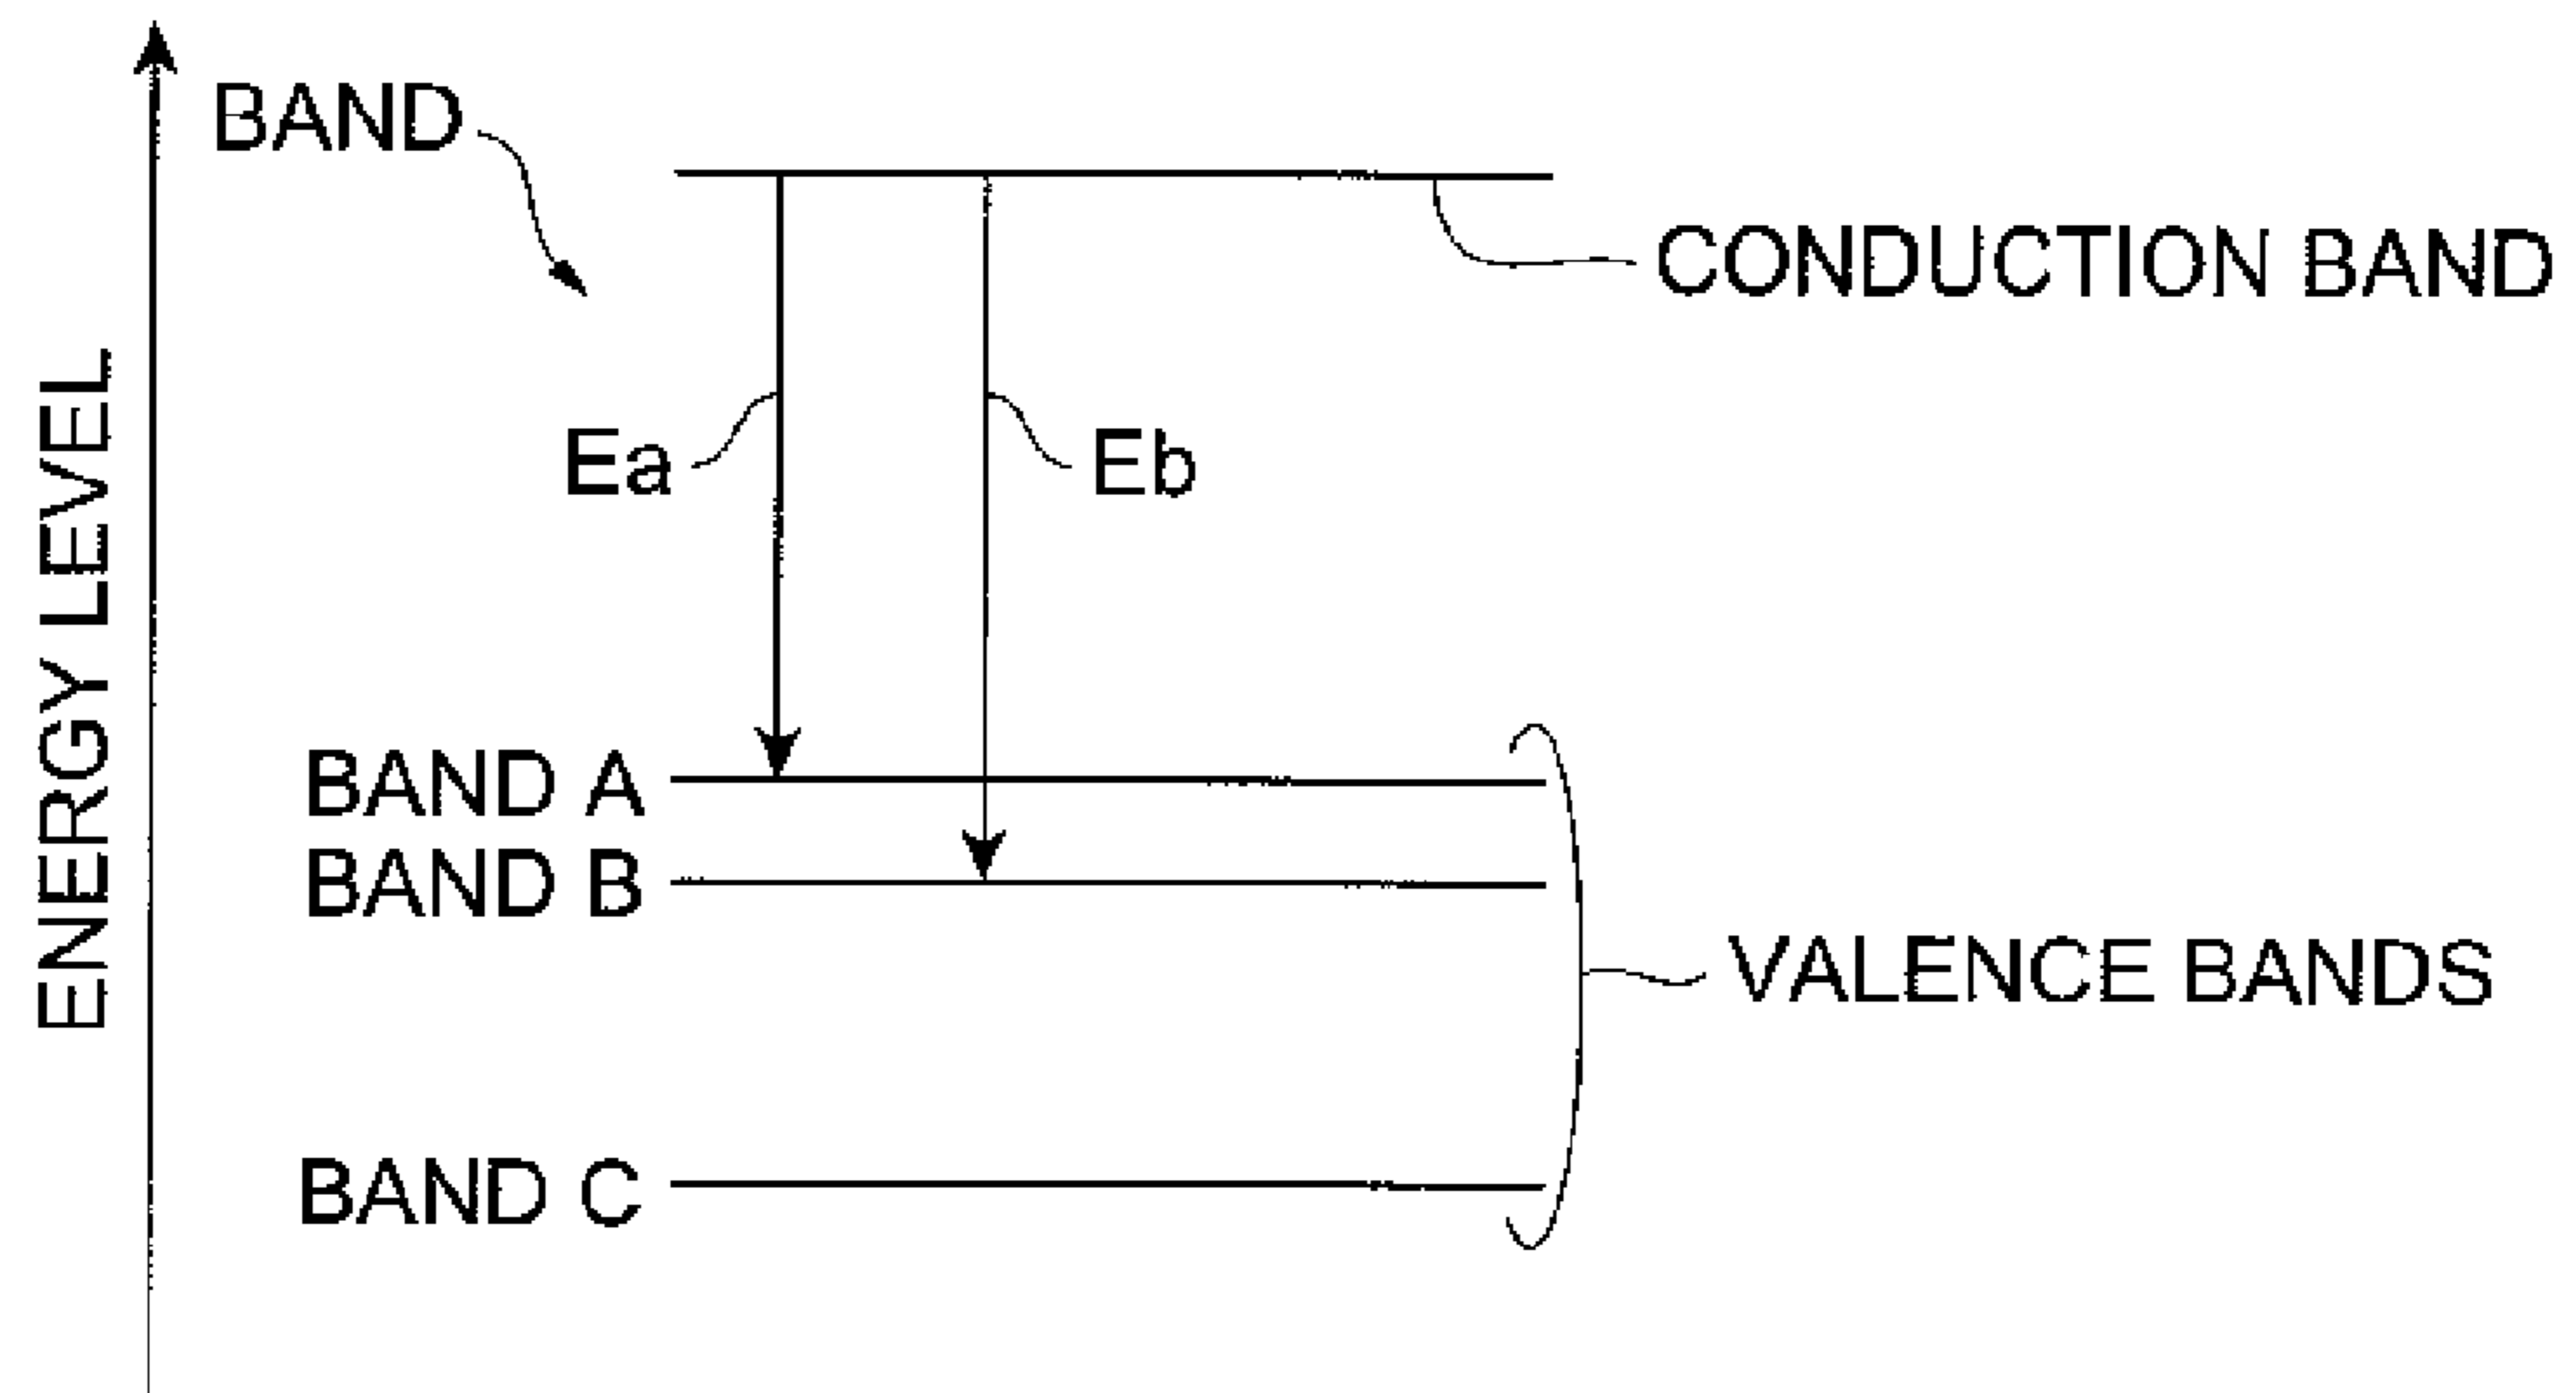 BAND
CONDUCTION BAND
Ea
Eb
ENERGY LEVEL
BAND A
BAND B
VALENCE BANDS
BAND C